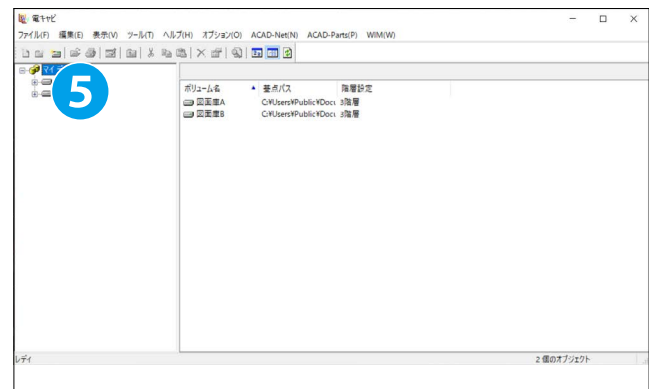 電キャビ
ファイル(F) 編集(E) 表示(V) ツール(T) ヘルプ(H) オプション(O) ACAD-Net(N) ACAD-Parts(P) WIM(W)
マイ
5
ボリューム名 基点パス 階層設定
図面庫A C:¥Users¥Public¥Docu 3階層
図面庫B C:¥Users¥Public¥Docu 3階層
レディ 2 個のオブジェクト